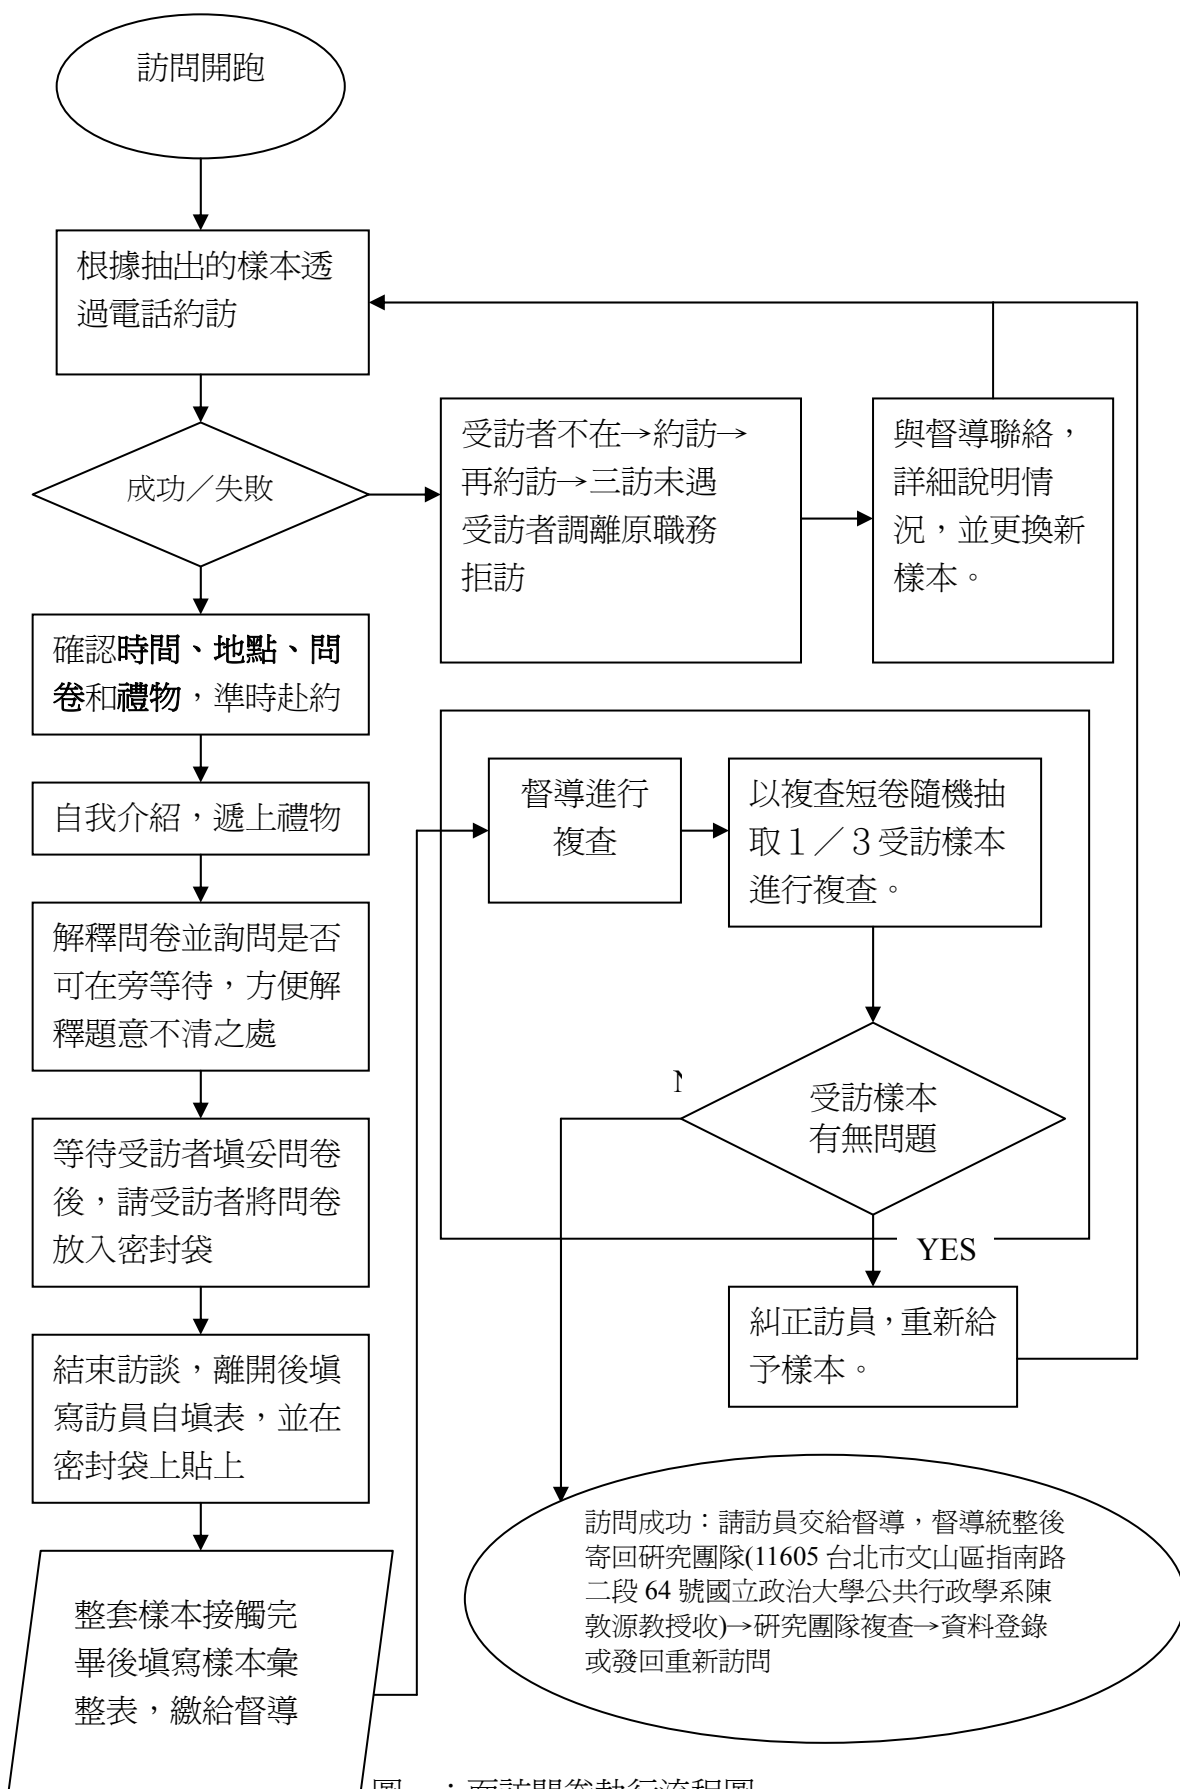 訪問開跑
根據抽出的樣本透
過電話約訪
成功／失敗
受訪者不在→約訪→
再約訪→三訪未遇
受訪者調離原職務
拒訪
與督導聯絡，
詳細說明情
況，並更換新
樣本。
確認時間、地點、問
卷和禮物，準時赴約
自我介紹，遞上禮物
解釋問卷並詢問是否
可在旁等待，方便解
釋題意不清之處
等待受訪者填妥問卷
後，請受訪者將問卷
放入密封袋
結束訪談，離開後填
寫訪員自填表，並在
密封袋上貼上
整套樣本接觸完
畢後填寫樣本彙
整表，繳給督導
督導進行
複查
以複查短卷隨機抽
取１／３受訪樣本
進行複查。
受訪樣本
有無問題
YES
糾正訪員，重新給
予樣本。
訪問成功：請訪員交給督導，督導統整後
寄回研究團隊(11605 台北市文山區指南路
二段 64 號國立政治大學公共行政學系陳
敦源教授收)→研究團隊複查→資料登錄
或發回重新訪問
：面訪問卷執行流程圖